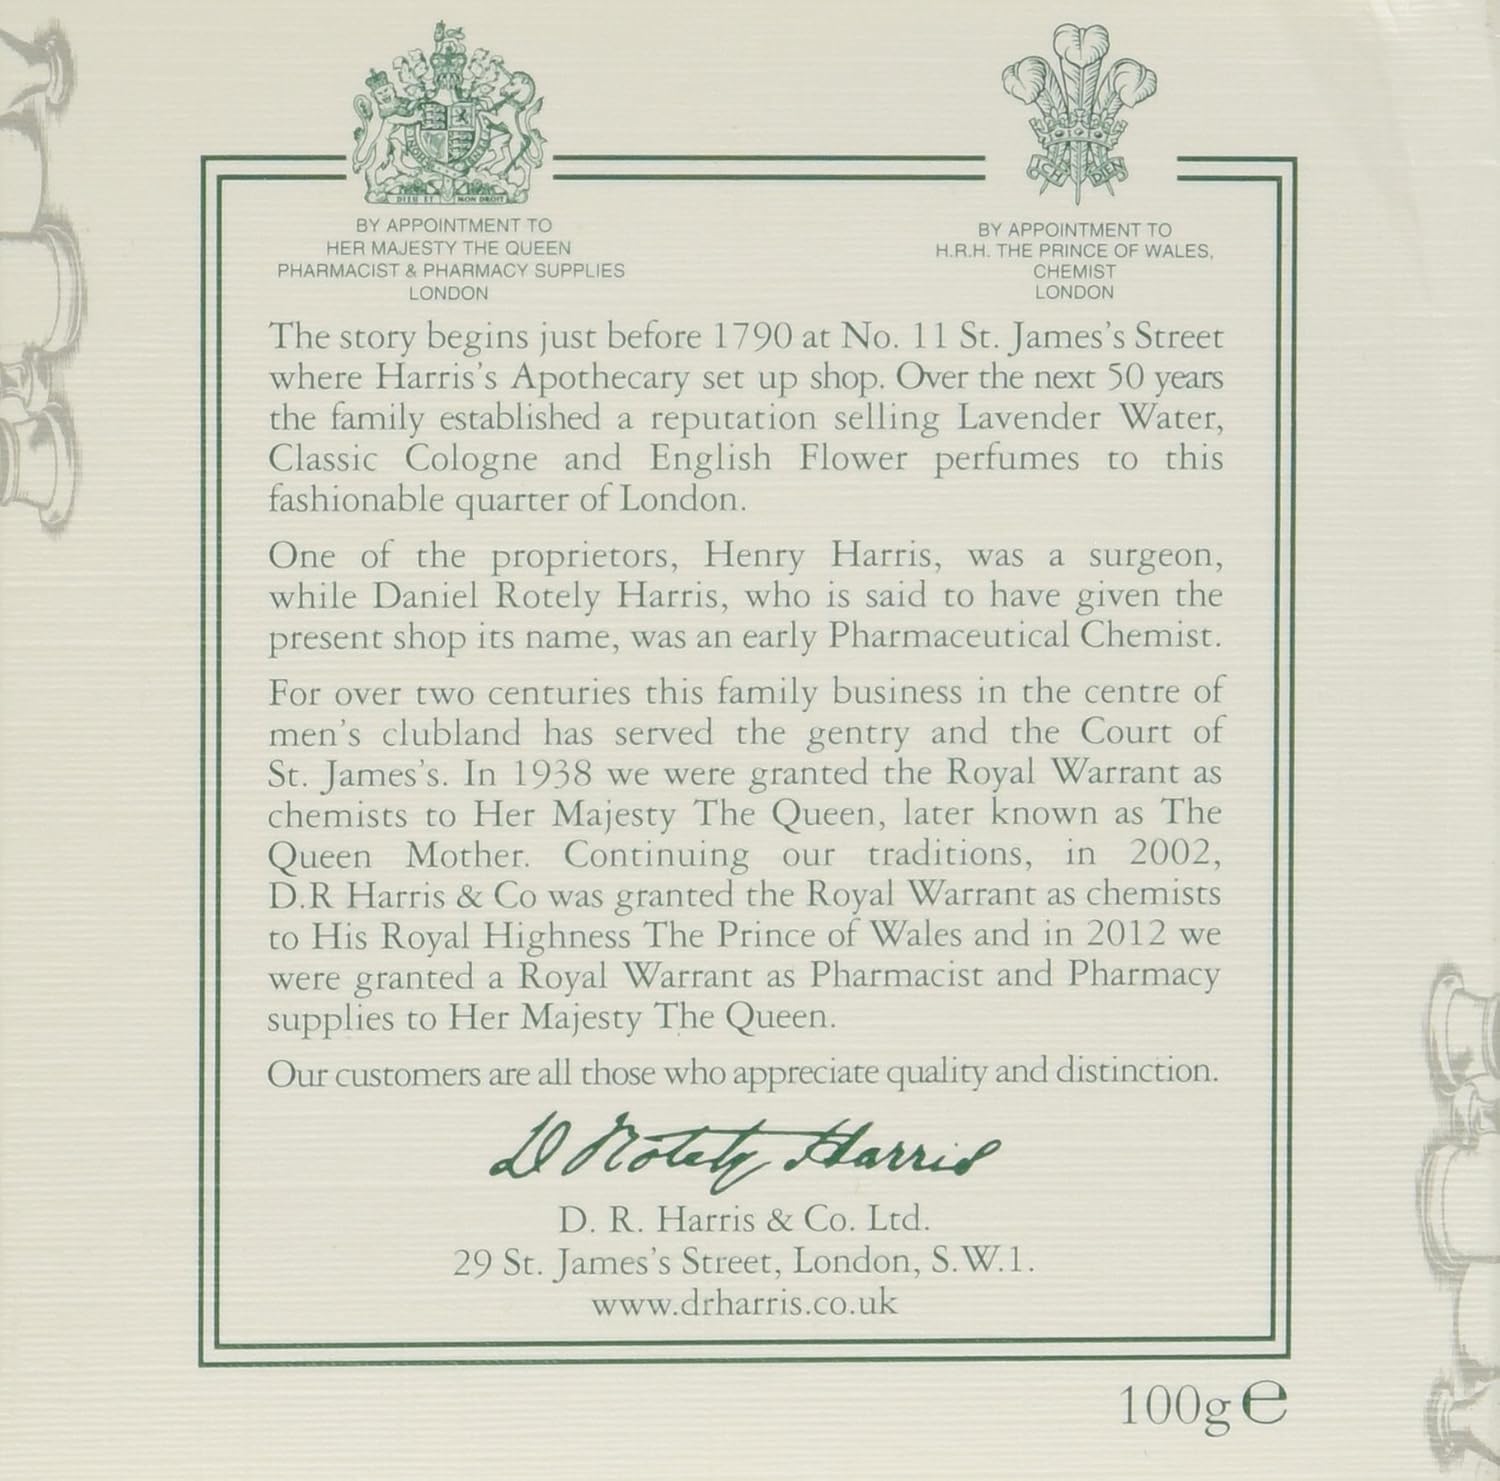 DIEU ET MON DROIT
ICH DIEN
BY APPOINTMENT TO
HER MAJESTY THE QUEEN
PHARMACIST & PHARMACY SUPPLIES
LONDON
BY APPOINTMENT TO
H.R.H. THE PRINCE OF WALES,
CHEMIST
LONDON
The story begins just before 1790 at No. 11 St. James's Street
where Harris's Apothecary set up shop. Over the next 50 years
the family established a reputation selling Lavender Water,
Classic Cologne and English Flower perfumes to this
fashionable quarter of London.
One of the proprietors, Henry Harris, was a surgeon,
while Daniel Rotely Harris, who is said to have given the
present shop its name, was an early Pharmaceutical Chemist.
For over two centuries this family business in the centre of
men's clubland has served the gentry and the Court of
St. James's. In 1938 we were granted the Royal Warrant as
chemists to Her Majesty The Queen, later known as The
Queen Mother. Continuing our traditions, in 2002,
D.R Harris & Co was granted the Royal Warrant as chemists
to His Royal Highness The Prince of Wales and in 2012 we
were granted a Royal Warrant as Pharmacist and Pharmacy
supplies to Her Majesty The Queen.
Our customers are all those who appreciate quality and distinction.
D Rotely Harris
D. R. Harris & Co. Ltd.
29 St. James's Street, London, S.W.1.
www.drharris.co.uk
100g e